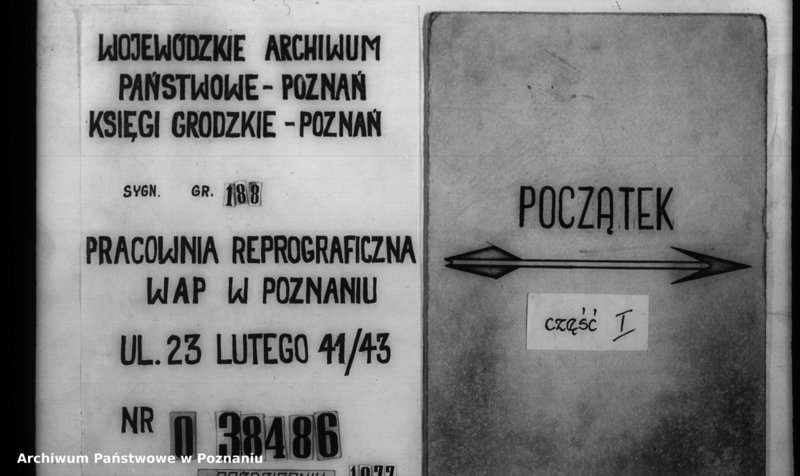 WOJEWÓDZKIE ARCHIWUM
PAŃSTWOWE - POZNAŃ
KSIĘGI GRODZKIE - POZNAŃ
SYGN. GR. 188
PRACOWNIA REPROGRAFICZNA
WAP W POZNANIU
UL. 23 LUTEGO 41/43
NR 0 38486
POCZĄTEK
część I
Archiwum Państwowe w Poznaniu